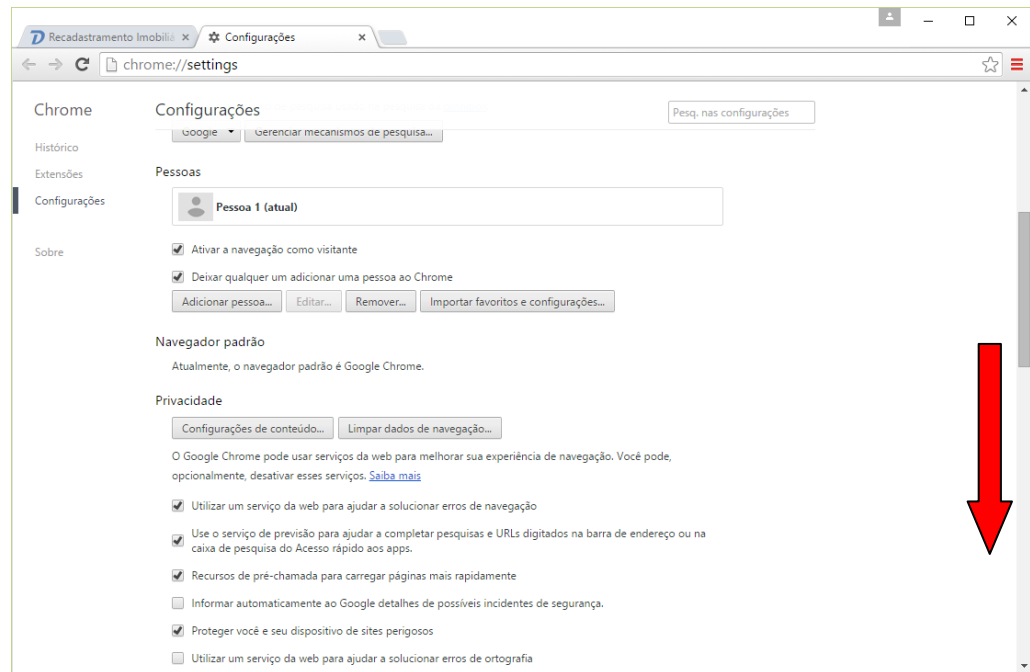 Recadastramento Imobiliá
Configurações
chrome://settings
Chrome
Configurações
Pesq. nas configurações
Google
Gerenciar mecanismos de pesquisa...
Histórico
Extensões
Configurações
Sobre
Pessoas
Pessoa 1 (atual)
Ativar a navegação como visitante
Deixar qualquer um adicionar uma pessoa ao Chrome
Adicionar pessoa...
Editar...
Remover...
Importar favoritos e configurações...
Navegador padrão
Atualmente, o navegador padrão é Google Chrome.
Privacidade
Configurações de conteúdo...
Limpar dados de navegação...
O Google Chrome pode usar serviços da web para melhorar sua experiência de navegação. Você pode,
opcionalmente, desativar esses serviços. Saiba mais
Utilizar um serviço da web para ajudar a solucionar erros de navegação
Use o serviço de previsão para ajudar a completar pesquisas e URLs digitados na barra de endereço ou na
caixa de pesquisa do Acesso rápido aos apps.
Recursos de pré-chamada para carregar páginas mais rapidamente
Informar automaticamente ao Google detalhes de possíveis incidentes de segurança.
Proteger você e seu dispositivo de sites perigosos
Utilizar um serviço da web para ajudar a solucionar erros de ortografia